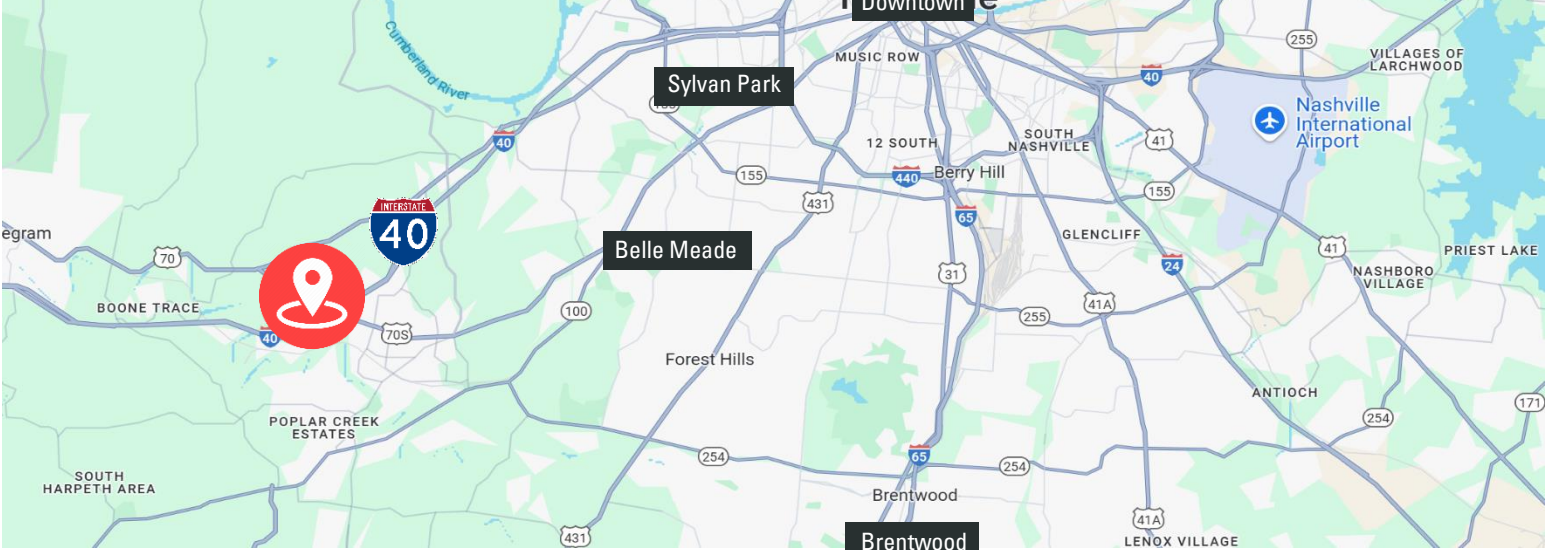 Downtown
255
VILLAGES OF
LARCHWOOD
MUSIC ROW
40
Cumberland River
Sylvan Park
Nashville
International
Airport
40
12 SOUTH
SOUTH
NASHVILLE
41
155
440
Berry Hill
155
431
INTERSTATE
40
65
egram
70
Belle Meade
GLENCLIFF
41
PRIEST LAKE
24
NASHBORO
VILLAGE
31
BOONE TRACE
100
41A
255
40
70S
Forest Hills
ANTIOCH
171
254
POPLAR CREEK
ESTATES
254
65
254
SOUTH
HARPETH AREA
Brentwood
41A
431
Brentwood
LENOX VILLAGE